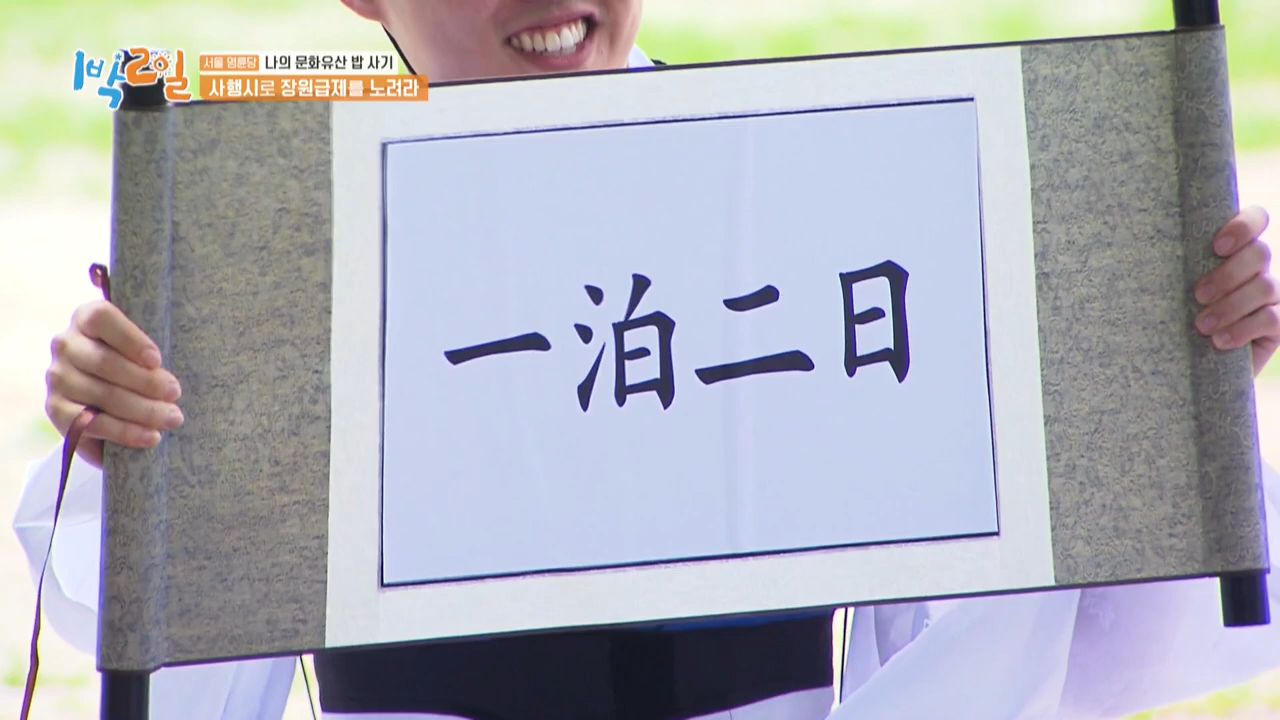 1박2일
서울 명륜당 나의 문화유산 밥 사기
사행시로 장원급제를 노려라
一泊二日